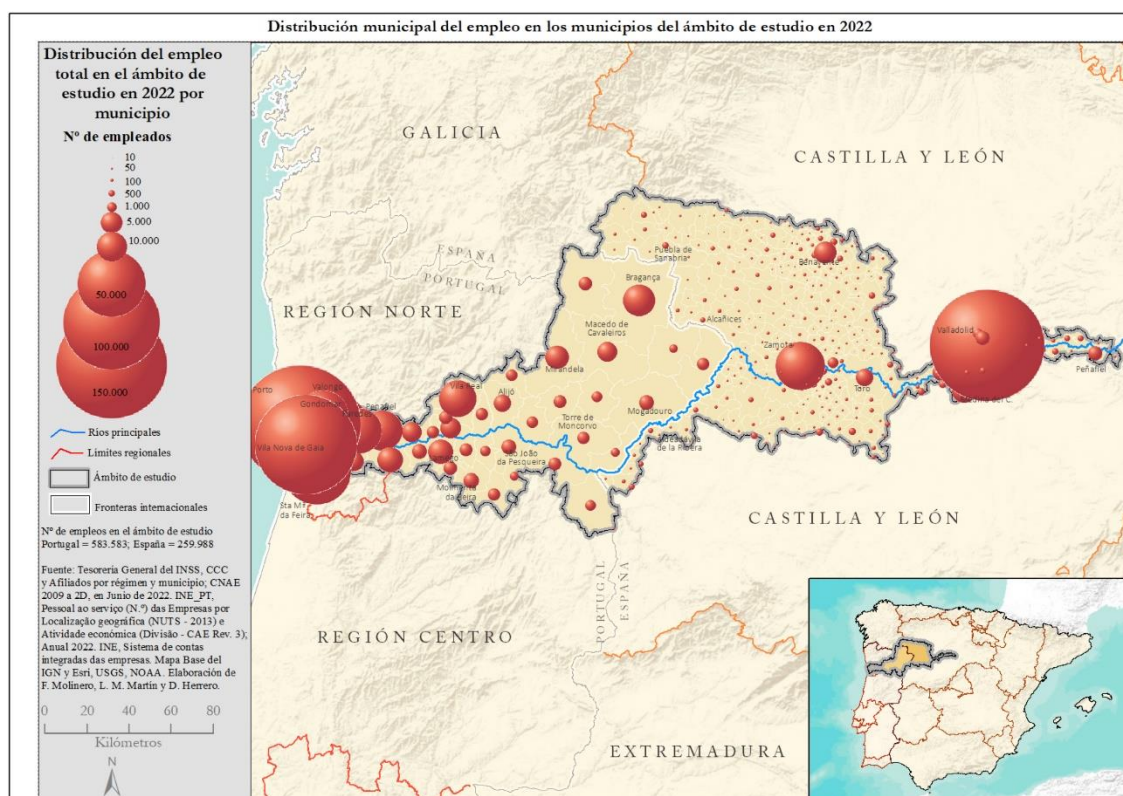 Distribución municipal del empleo en los municipios del ámbito de estudio en 2022
Distribución del empleo
total en el ámbito de
estudio en 2022 por
municipio
Nº de empleados
10
50
100
500
1.000
5.000
10.000
50.000
100.000
150.000
Ríos principales
Límites regionales
Ámbito de estudio
Fronteras internacionales
Nº de empleos en el ámbito de estudio
Portugal = 583.583; España = 259.988
Fuente: Tesorería General del INSS, CCC
y Afiliados por régimen y municipio; CNAE
2009 a 2D, en Junio de 2022. INE_PT,
Pessoal ao serviço (N.º) das Empresas por
Localização geográfica (NUTS - 2013) e
Atividade económica (Divisão - CAE Rev. 3);
Anual 2022. INE, Sistema de contas
integradas das empresas. Mapa Base del
IGN y Esri, USGS, NOAA. Elaboración de
F. Molinero, L. M. Martín y D. Herrero.
0 20 40 60 80
Kilómetros
N
GALICIA
CASTILLA Y LEÓN
ESPAÑA
PORTUGAL
REGIÓN NORTE
Puebla de
Sanabria
Benavente
Bragança
Alcañices
Macedo de
Cavaleiros
Mirandela
Zamora
Toro
Valladolid
Peñafiel
Porto
Valongo
Gondomar
Penafiel
Vila Nova de Gaia
Sta Mª
da Feira
Vila Real
Alijó
Torre de
Moncorvo
Mogadouro
São João
da Pesqueira
Moimenta
da Beira
de la Ribera
CASTILLA Y LEÓN
PORTUGAL
ESPAÑA
REGIÓN CENTRO
EXTREMADURA